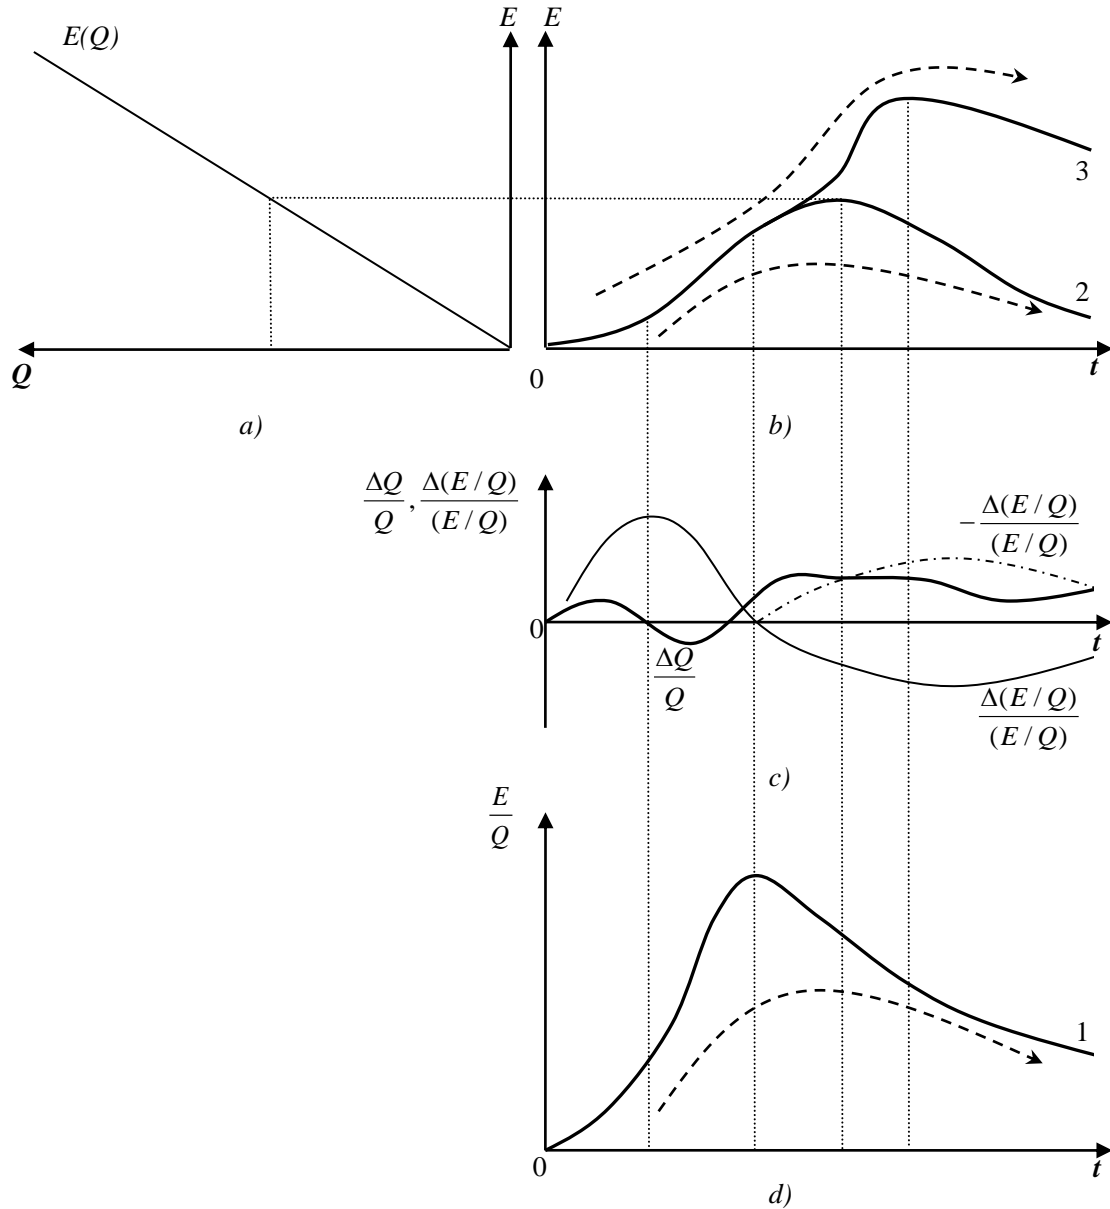 E(Q)
E
E
3
2
Q
0
t
a)
b)
ΔQ/Q, Δ(E/Q)/(E/Q)
−Δ(E/Q)/(E/Q)
0
t
ΔQ/Q
Δ(E/Q)/(E/Q)
c)
E/Q
1
0
t
d)